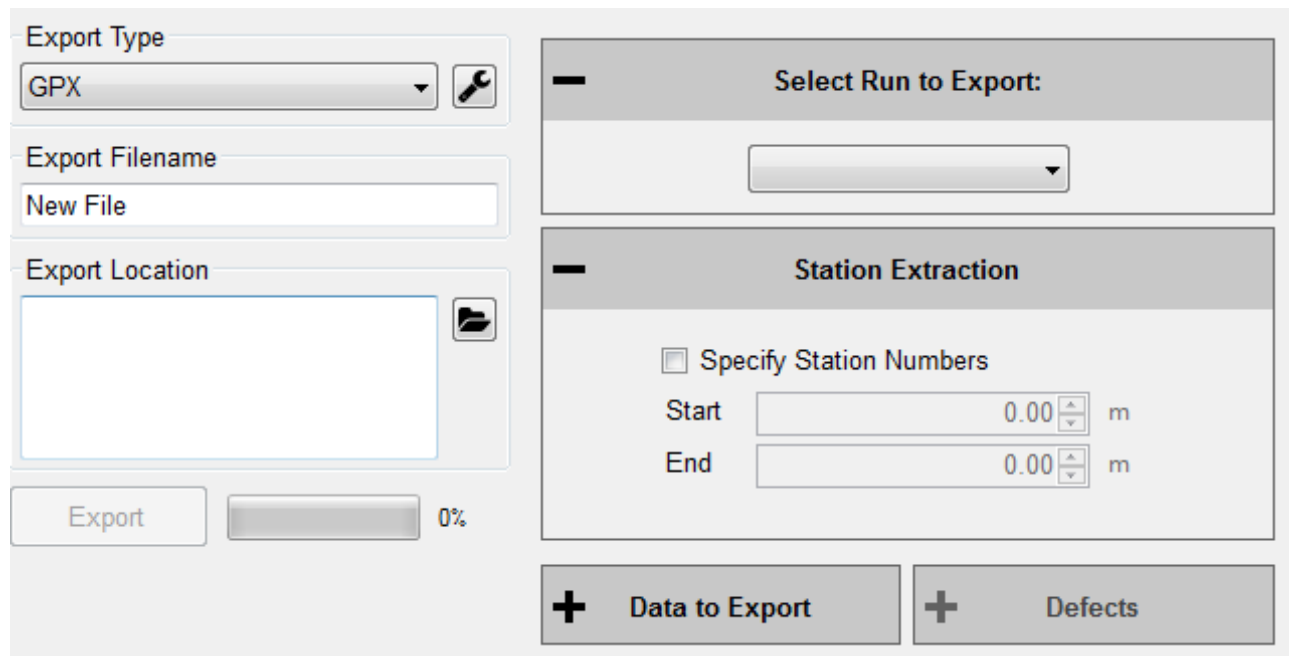 Export Type
GPX
Export Filename
New File
Export Location
Export
0%
Select Run to Export:
Station Extraction
Specify Station Numbers
Start 0.00 m
End 0.00 m
Data to Export
Defects